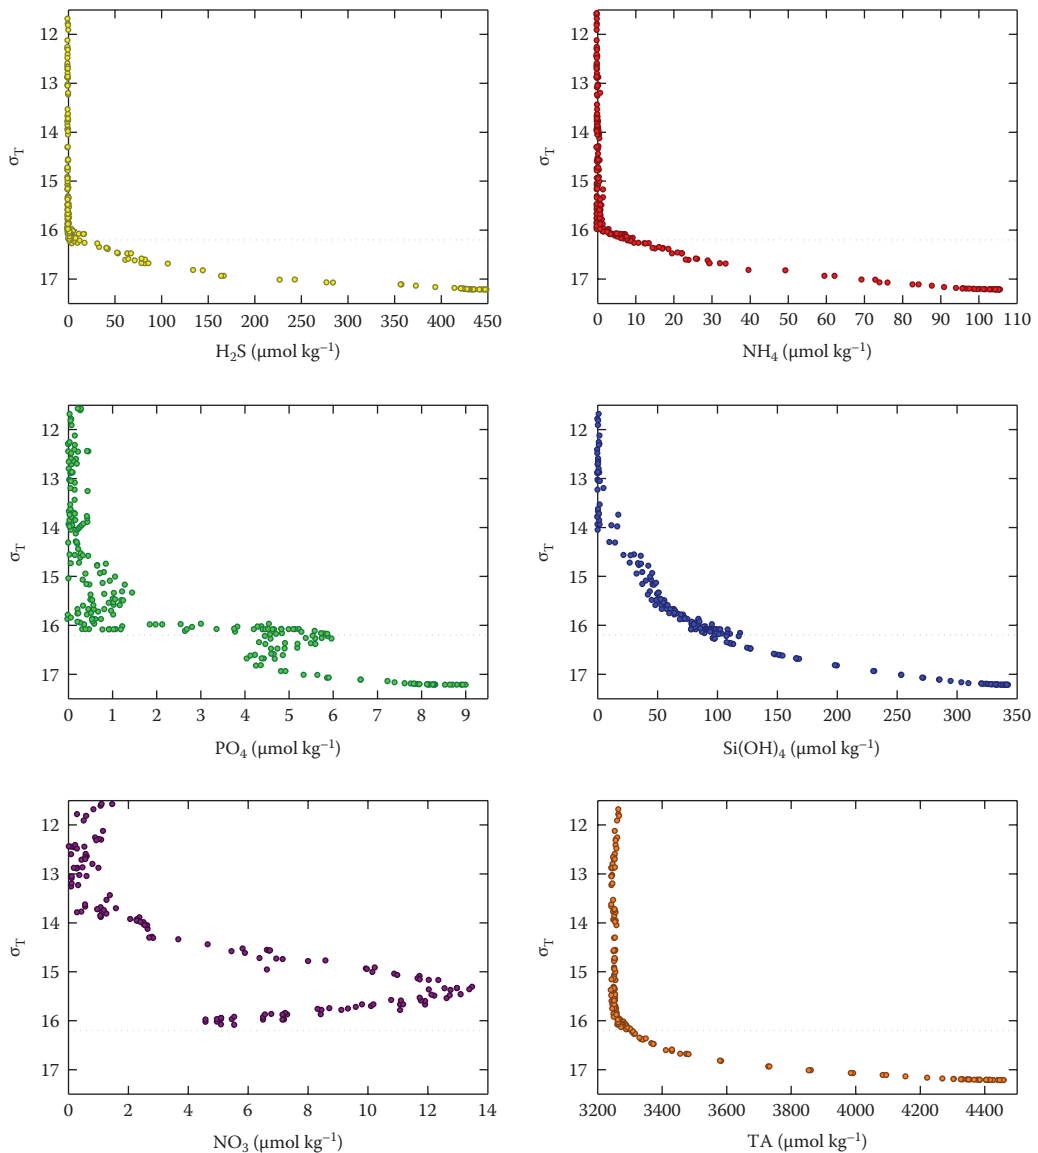 12
13
14
15
16
17
σT
0 50 100 150 200 250 300 350 400 450
H₂S (μmol kg⁻¹)
12
13
14
15
16
17
σT
0 10 20 30 40 50 60 70 80 90 100 110
NH₄ (μmol kg⁻¹)
12
13
14
15
16
17
σT
0 1 2 3 4 5 6 7 8 9
PO₄ (μmol kg⁻¹)
12
13
14
15
16
17
σT
0 50 100 150 200 250 300 350
Si(OH)₄ (μmol kg⁻¹)
12
13
14
15
16
17
σT
0 2 4 6 8 10 12 14
NO₃ (μmol kg⁻¹)
12
13
14
15
16
17
σT
3200 3400 3600 3800 4000 4200 4400
TA (μmol kg⁻¹)